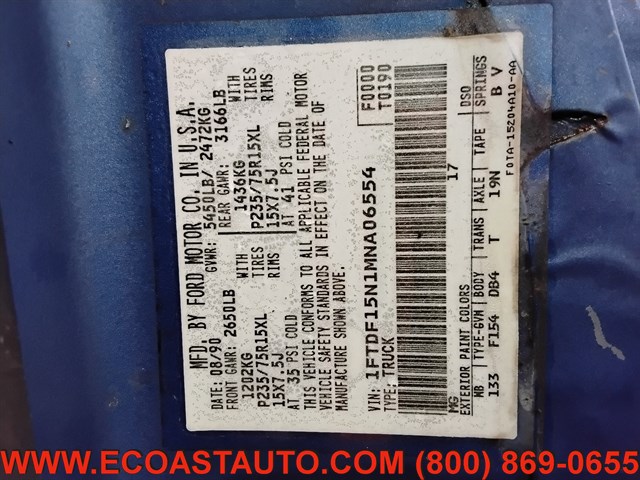 MFD. BY FORD MOTOR CO. IN U.S.A.
DATE: 08/90 GVWR: 5450LB/ 2472KG
FRONT GAWR: 2650LB REAR GAWR: 3166LB
1202KG WITH 1436KG WITH
P235/75R15XL TIRES P235/75R15XL TIRES
15X7.5J RIMS 15X7.5J RIMS
AT 35 PSI COLD AT 41 PSI COLD
THIS VEHICLE CONFORMS TO ALL APPLICABLE FEDERAL MOTOR
VEHICLE SAFETY STANDARDS IN EFFECT ON THE DATE OF
MANUFACTURE SHOWN ABOVE.
F0000
T0190
VIN: 1FTDF15N1MNA06554
TYPE: TRUCK
MG 17
EXTERIOR PAINT COLORS DSO
WB TYPE-GVW BODY TRANS AXLE TAPE SPRINGS
133 F154 DB4 T 19N B V
F0TA-15204A10-AA
WWW.ECOASTAUTO.COM (800) 869-0655